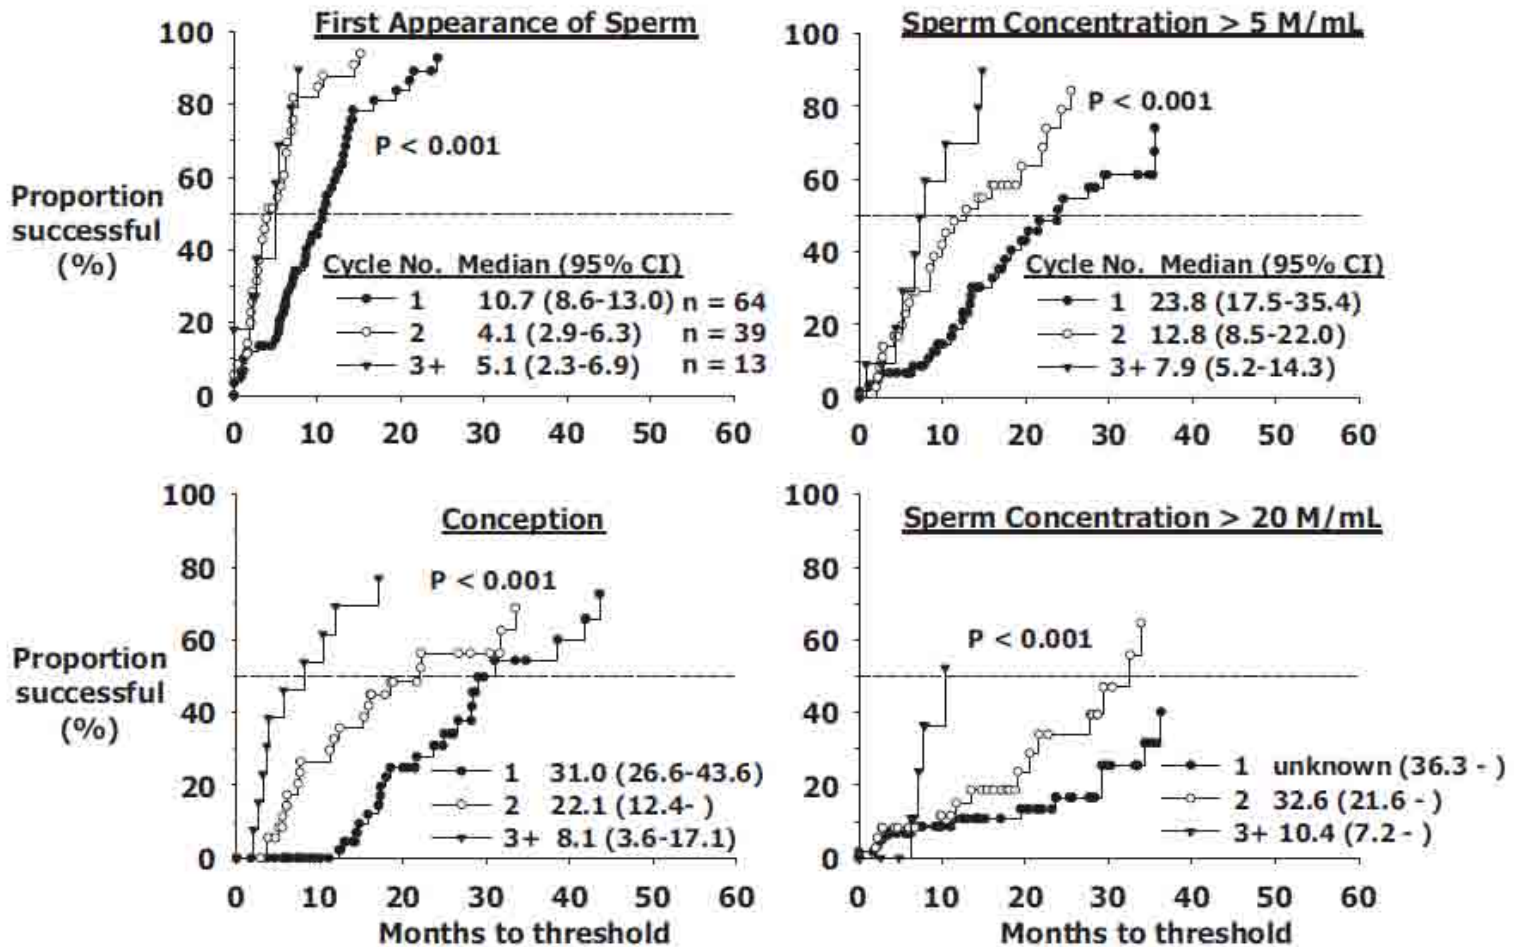 First Appearance of Sperm
100
80
60
40
20
0
Proportion
successful
(%)
P < 0.001
Cycle No. Median (95% CI)
1 10.7 (8.6-13.0) n = 64
2 4.1 (2.9-6.3) n = 39
3+ 5.1 (2.3-6.9) n = 13
0 10 20 30 40 50 60
Sperm Concentration > 5 M/mL
100
80
60
40
20
0
P < 0.001
Cycle No. Median (95% CI)
1 23.8 (17.5-35.4)
2 12.8 (8.5-22.0)
3+ 7.9 (5.2-14.3)
0 10 20 30 40 50 60
Conception
100
80
60
40
20
0
Proportion
successful
(%)
P < 0.001
1 31.0 (26.6-43.6)
2 22.1 (12.4- )
3+ 8.1 (3.6-17.1)
0 10 20 30 40 50 60
Months to threshold
Sperm Concentration > 20 M/mL
100
80
60
40
20
0
P < 0.001
1 unknown (36.3 - )
2 32.6 (21.6 - )
3+ 10.4 (7.2 - )
0 10 20 30 40 50 60
Months to threshold